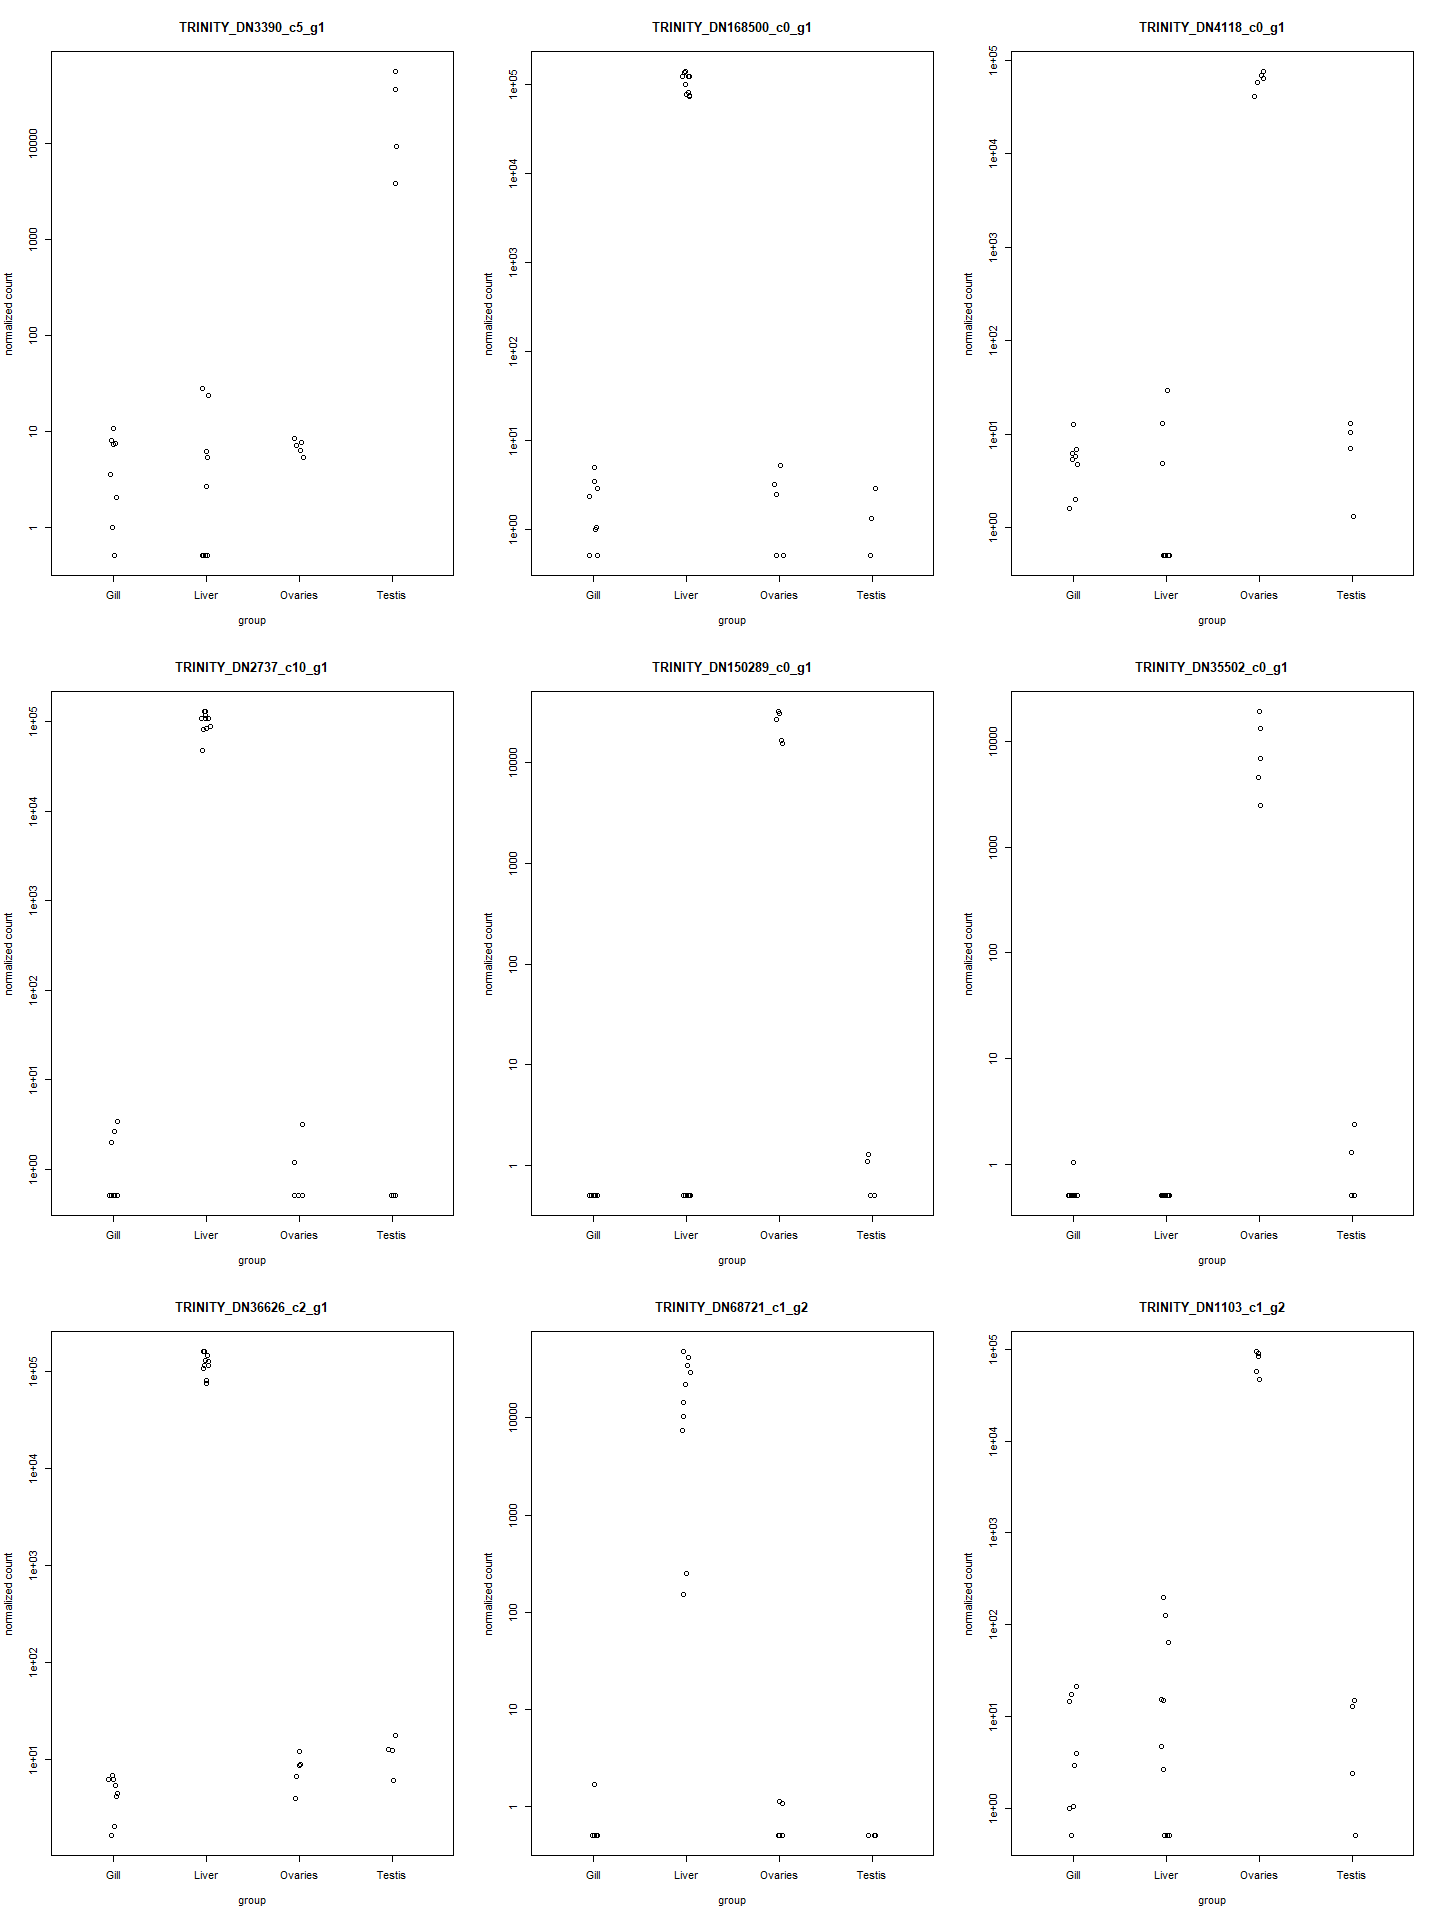 TRINITY_DN3390_c5_g1
normalized count
10000
1000
100
10
1
Gill Liver Ovaries Testis
group
TRINITY_DN168500_c0_g1
normalized count
1e+05
1e+04
1e+03
1e+02
1e+01
1e+00
Gill Liver Ovaries Testis
group
TRINITY_DN4118_c0_g1
normalized count
1e+05
1e+04
1e+03
1e+02
1e+01
1e+00
Gill Liver Ovaries Testis
group
TRINITY_DN2737_c10_g1
normalized count
1e+05
1e+04
1e+03
1e+02
1e+01
1e+00
Gill Liver Ovaries Testis
group
TRINITY_DN150289_c0_g1
normalized count
10000
1000
100
10
1
Gill Liver Ovaries Testis
group
TRINITY_DN35502_c0_g1
normalized count
10000
1000
100
10
1
Gill Liver Ovaries Testis
group
TRINITY_DN36626_c2_g1
normalized count
1e+05
1e+04
1e+03
1e+02
1e+01
Gill Liver Ovaries Testis
group
TRINITY_DN68721_c1_g2
normalized count
10000
1000
100
10
1
Gill Liver Ovaries Testis
group
TRINITY_DN1103_c1_g2
normalized count
1e+05
1e+04
1e+03
1e+02
1e+01
1e+00
Gill Liver Ovaries Testis
group